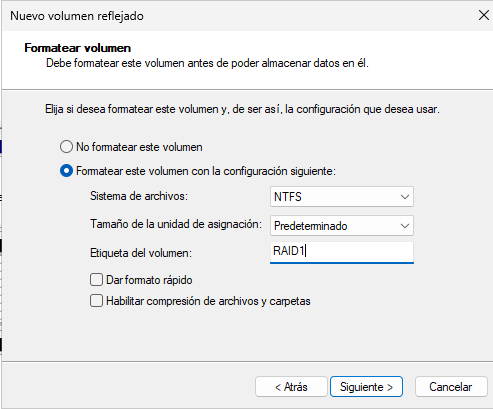 Nuevo volumen reflejado
Formatear volumen
Debe formatear este volumen antes de poder almacenar datos en él.
Elija si desea formatear este volumen y, de ser así, la configuración que desea usar.
No formatear este volumen
Formatear este volumen con la configuración siguiente:
Sistema de archivos: NTFS
Tamaño de la unidad de asignación: Predeterminado
Etiqueta del volumen: RAID1
Dar formato rápido
Habilitar compresión de archivos y carpetas
< Atrás Siguiente > Cancelar